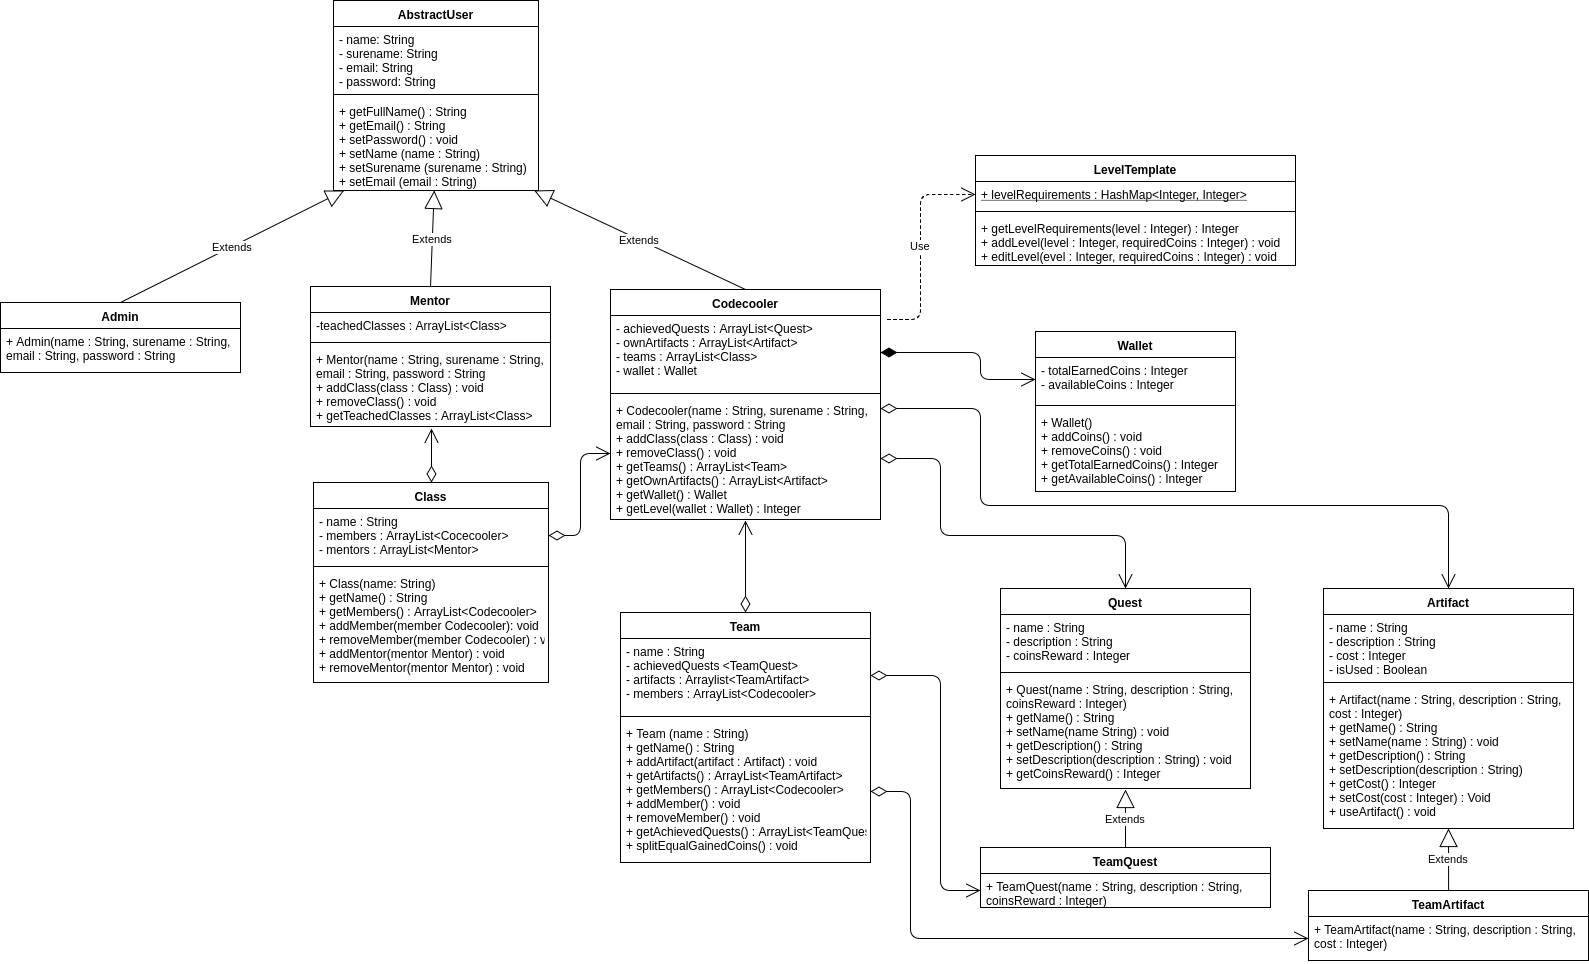 AbstractUser
- name: String
- surename: String
- email: String
- password: String
+ getFullName() : String
+ getEmail() : String
+ setPassword() : void
+ setName (name : String)
+ setSurename (surename : String)
+ setEmail (email : String)
Extends
Extends
Extends
Use
LevelTemplate
+ levelRequirements : HashMap<Integer, Integer>
+ getLevelRequirements(level : Integer) : Integer
+ addLevel(level : Integer, requiredCoins : Integer) : void
+ editLevel(evel : Integer, requiredCoins : Integer) : void
Admin
+ Admin(name : String, surename : String,
email : String, password : String
Mentor
-teachedClasses : ArrayList<Class>
+ Mentor(name : String, surename : String,
email : String, password : String
+ addClass(class : Class) : void
+ removeClass() : void
+ getTeachedClasses : ArrayList<Class>
Codecooler
- achievedQuests : ArrayList<Quest>
- ownArtifacts : ArrayList<Artifact>
- teams : ArrayList<Class>
- wallet : Wallet
+ Codecooler(name : String, surename : String,
email : String, password : String
+ addClass(class : Class) : void
+ removeClass() : void
+ getTeams() : ArrayList<Team>
+ getOwnArtifacts() : ArrayList<Artifact>
+ getWallet() : Wallet
+ getLevel(wallet : Wallet) : Integer
Wallet
- totalEarnedCoins : Integer
- availableCoins : Integer
+ Wallet()
+ addCoins() : void
+ removeCoins() : void
+ getTotalEarnedCoins() : Integer
+ getAvailableCoins() : Integer
Class
- name : String
- members : ArrayList<Cocecooler>
- mentors : ArrayList<Mentor>
+ Class(name: String)
+ getName() : String
+ getMembers() : ArrayList<Codecooler>
+ addMember(member Codecooler): void
+ removeMember(member Codecooler) : v
+ addMentor(mentor Mentor) : void
+ removeMentor(mentor Mentor) : void
Team
- name : String
- achievedQuests <TeamQuest>
- artifacts : Arraylist<TeamArtifact>
- members : ArrayList<Codecooler>
+ Team (name : String)
+ getName() : String
+ addArtifact(artifact : Artifact) : void
+ getArtifacts() : ArrayList<TeamArtifact>
+ getMembers() : ArrayList<Codecooler>
+ addMember() : void
+ removeMember() : void
+ getAchievedQuests() : ArrayList<TeamQues
+ splitEqualGainedCoins() : void
Quest
- name : String
- description : String
- coinsReward : Integer
+ Quest(name : String, description : String,
coinsReward : Integer)
+ getName() : String
+ setName(name String) : void
+ getDescription() : String
+ setDescription(description : String) : void
+ getCoinsReward() : Integer
Extends
TeamQuest
+ TeamQuest(name : String, description : String,
coinsReward : Integer)
Artifact
- name : String
- description : String
- cost : Integer
- isUsed : Boolean
+ Artifact(name : String, description : String,
cost : Integer)
+ getName() : String
+ setName(name : String) : void
+ getDescription() : String
+ setDescription(description : String)
+ getCost() : Integer
+ setCost(cost : Integer) : Void
+ useArtifact() : void
Extends
TeamArtifact
+ TeamArtifact(name : String, description : String,
cost : Integer)